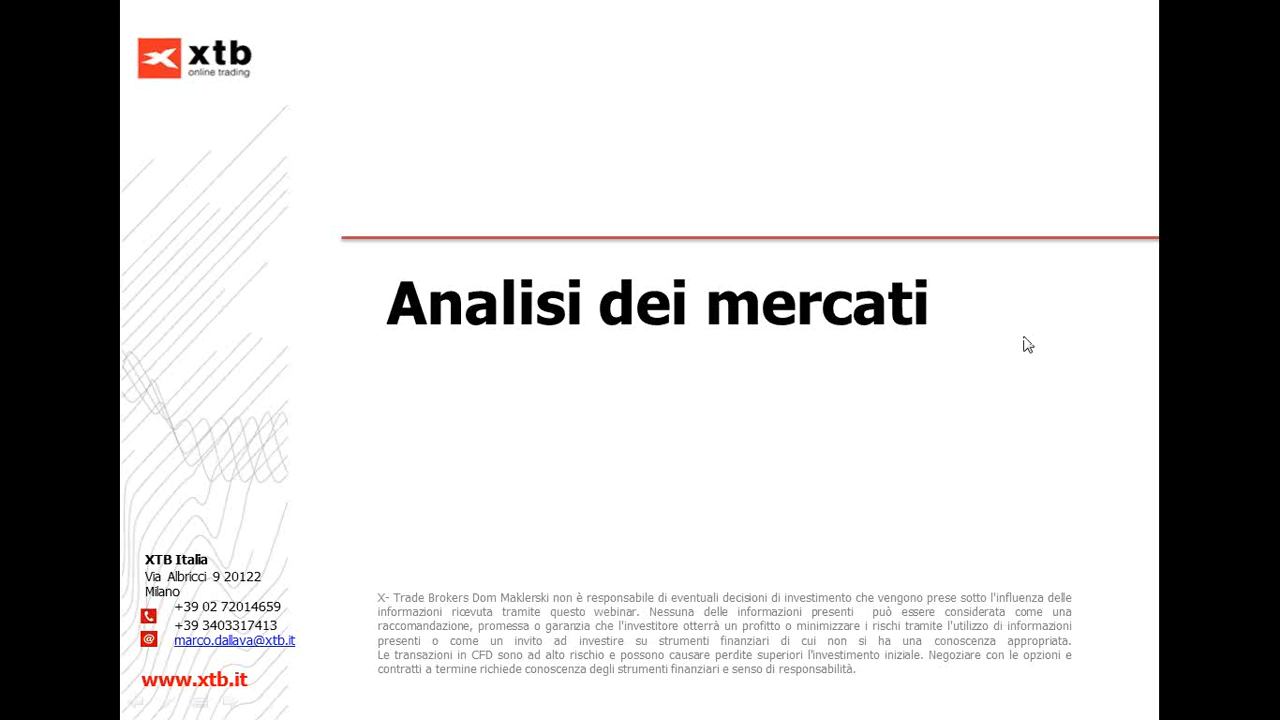 xtb
online trading
Analisi dei mercati
XTB Italia
Via Albricci 9 20122
Milano
+39 02 72014659
+39 3403317413
marco.dallava@xtb.it
www.xtb.it
X- Trade Brokers Dom Maklerski non è responsabile di eventuali decisioni di investimento che vengono prese sotto l'influenza delle
informazioni ricevuta tramite questo webinar. Nessuna delle informazioni presenti può essere considerata come una
raccomandazione, promessa o garanzia che l'investitore otterrà un profitto o minimizzare i rischi tramite l'utilizzo di informazioni
presenti o come un invito ad investire su strumenti finanziari di cui non si ha una conoscenza appropriata.
Le transazioni in CFD sono ad alto rischio e possono causare perdite superiori l'investimento iniziale. Negoziare con le opzioni e
contratti a termine richiede conoscenza degli strumenti finanziari e senso di responsabilità.